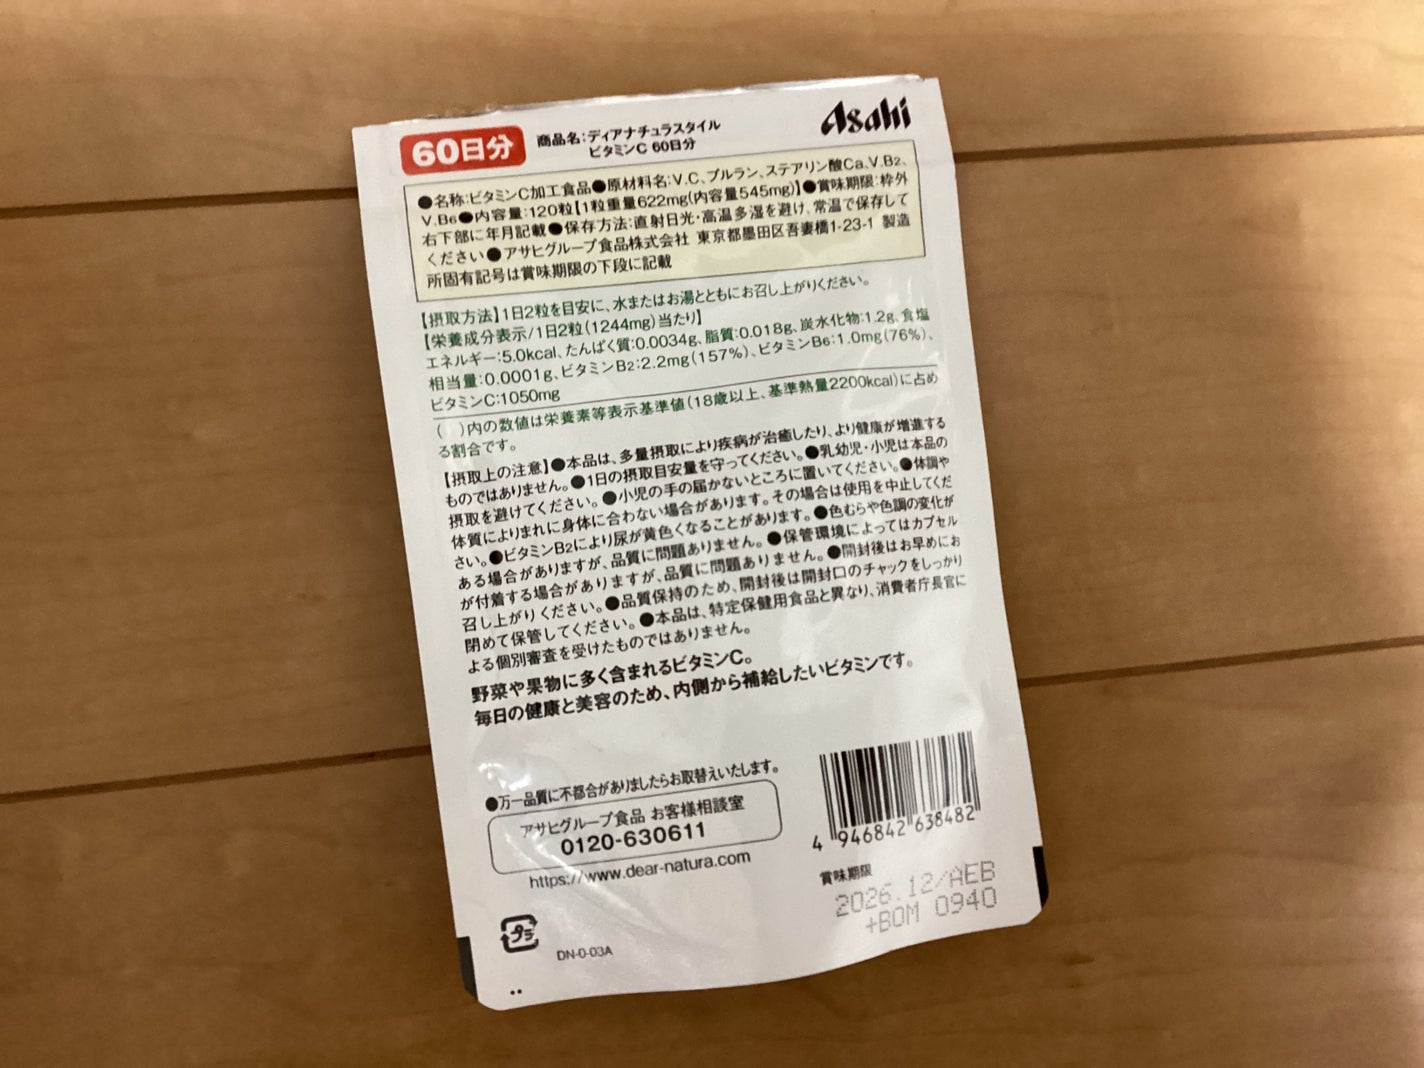 60日分
商品名:ディアナチュラスタイル
ビタミンC 60日分
Asahi
●名称:ビタミンC加工食品●原材料名:V.C、プルラン、ステアリン酸Ca、V.B2、
V.B6●内容量:120粒【1粒重量622mg(内容量545mg)】●賞味期限:枠外
右下部に年月記載●保存方法:直射日光・高温多湿を避け、常温で保存して
ください●アサヒグループ食品株式会社 東京都墨田区吾妻橋1-23-1 製造
所固有記号は賞味期限の下段に記載
【摂取方法】1日2粒を目安に、水またはお湯とともにお召し上がりください。
【栄養成分表示/1日2粒(1244mg)当たり】
エネルギー:5.0kcal、たんぱく質:0.0034g、脂質:0.018g、炭水化物:1.2g、食塩
相当量:0.0001g、ビタミンB2:2.2mg(157%)、ビタミンB6:1.0mg(76%)、
ビタミンC:1050mg
( )内の数値は栄養素等表示基準値(18歳以上、基準熱量2200kcal)に占め
る割合です。
【摂取上の注意】●本品は、多量摂取により疾病が治癒したり、より健康が増進する
ものではありません。●1日の摂取目安量を守ってください。●乳幼児・小児は本品の
摂取を避けてください。●小児の手の届かないところに置いてください。●体調や
体質によりまれに身体に合わない場合があります。その場合は使用を中止してくだ
さい。●ビタミンB2により尿が黄色くなることがあります。●色むらや色調の変化が
ある場合がありますが、品質に問題ありません。●保管環境によってはカプセル
が付着する場合がありますが、品質に問題ありません。●開封後はお早めにお
召し上がりください。●品質保持のため、開封後は開封口のチャックをしっかり
閉めて保管してください。●本品は、特定保健用食品と異なり、消費者庁長官に
よる個別審査を受けたものではありません。
野菜や果物に多く含まれるビタミンC。
毎日の健康と美容のため、内側から補給したいビタミンです。
●万一品質に不都合がありましたらお取替えいたします。
アサヒグループ食品 お客様相談室
0120-630611
https://www.dear-natura.com
4 946842 638482
賞味期限
2026.12/AEB
+BOM 0940
プラ
DN-0-03A